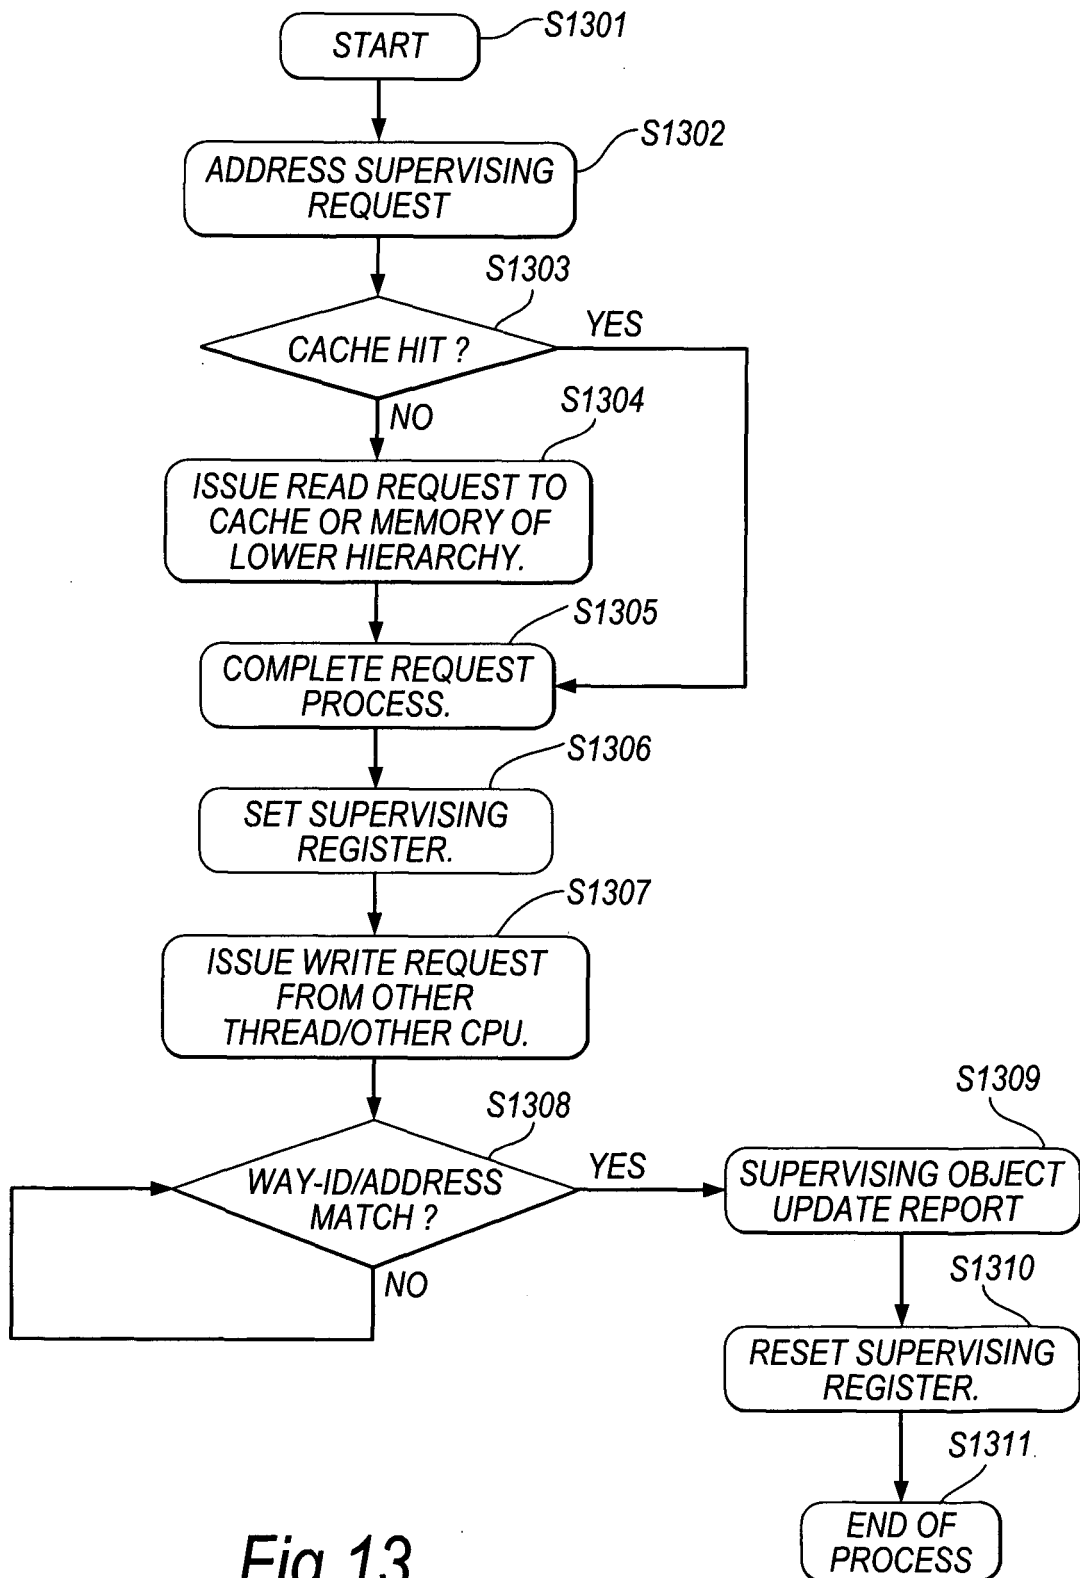 START
S1301
S1302
ADDRESS SUPERVISING
REQUEST
S1303
CACHE HIT ?
YES
NO
S1304
ISSUE READ REQUEST TO
CACHE OR MEMORY OF
LOWER HIERARCHY.
S1305
COMPLETE REQUEST
PROCESS.
S1306
SET SUPERVISING
REGISTER.
S1307
ISSUE WRITE REQUEST
FROM OTHER
THREAD/OTHER CPU.
S1308
WAY-ID/ADDRESS
MATCH ?
YES
NO
S1309
SUPERVISING OBJECT
UPDATE REPORT
S1310
RESET SUPERVISING
REGISTER.
S1311
END OF
PROCESS
Fig 13